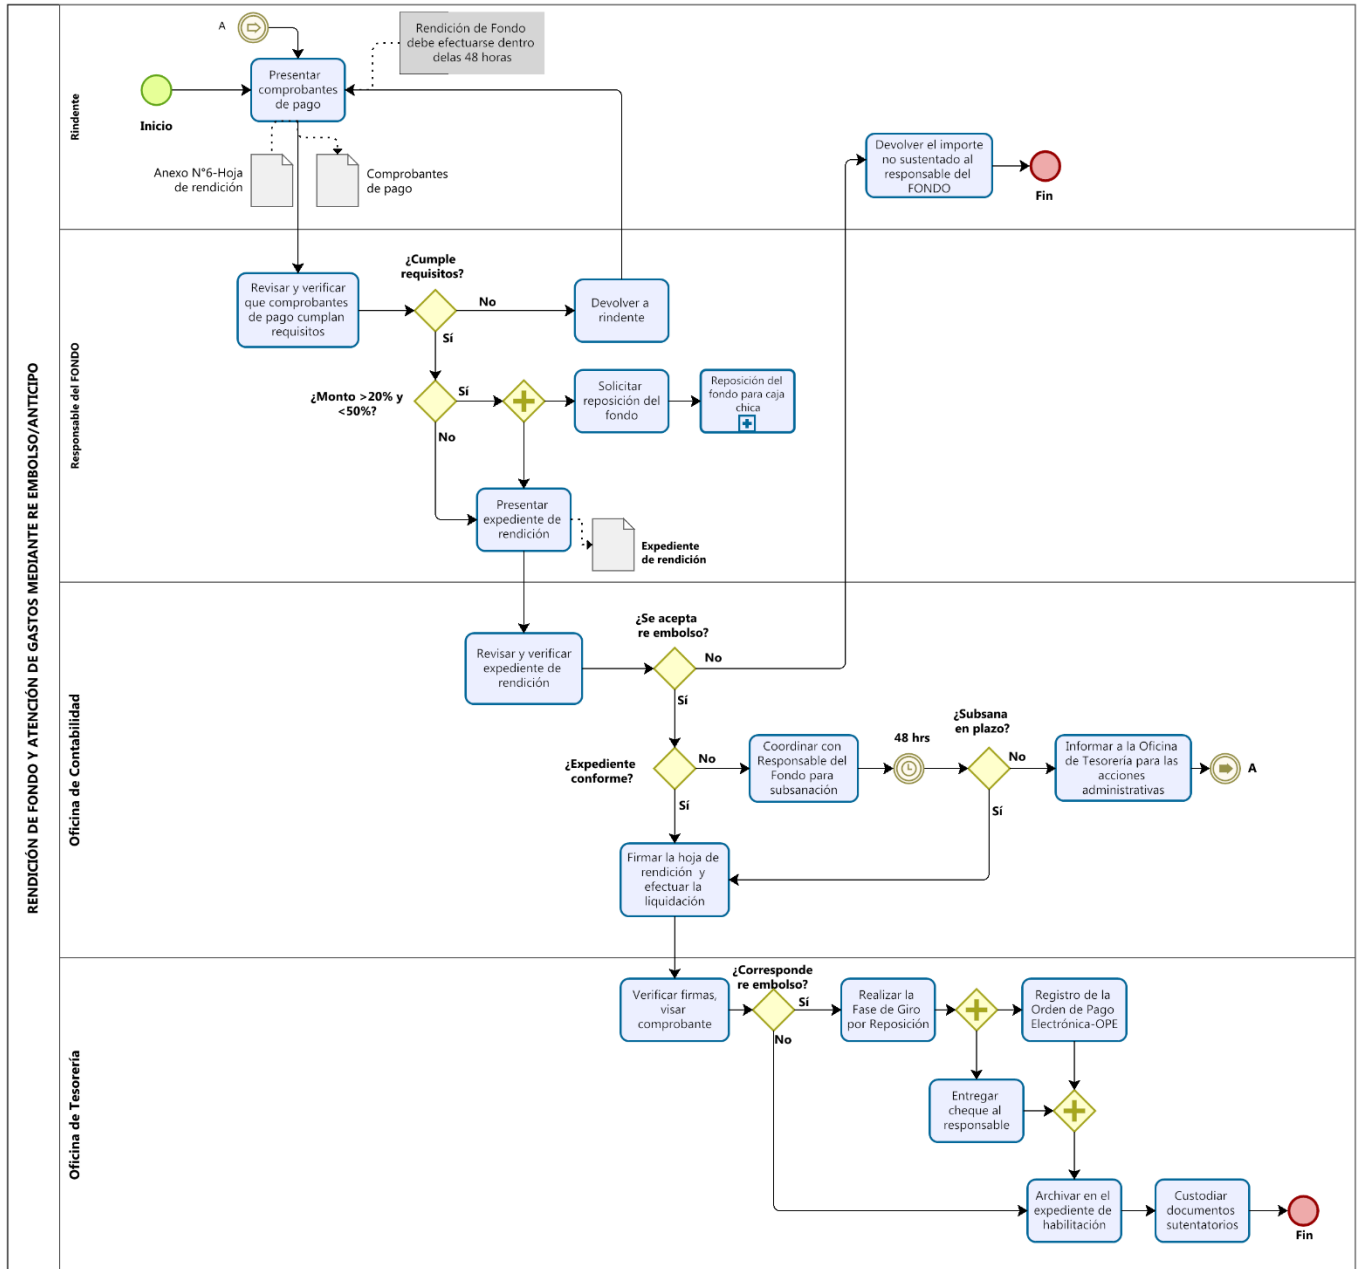 RENDICIÓN DE FONDO Y ATENCIÓN DE GASTOS MEDIANTE RE EMBOLSO/ANTICIPO
Rindente
A
Rendición de Fondo
debe efectuarse dentro
delas 48 horas
Presentar
comprobantes
de pago
Inicio
Anexo N°6-Hoja
de rendición
Comprobantes
de pago
Devolver el importe
no sustentado al
responsable del
FONDO
Fin
Responsable del FONDO
Revisar y verificar
que comprobantes
de pago cumplan
requisitos
¿Cumple
requisitos?
No
Devolver a
rindente
Sí
¿Monto >20% y
<50%?
Sí
No
Solicitar
reposición del
fondo
Reposición del
fondo para caja
chica
Presentar
expediente de
rendición
Expediente
de rendición
Oficina de Contabilidad
Revisar y verificar
expediente de
rendición
¿Se acepta
re embolso?
No
Sí
¿Expediente
conforme?
No
Sí
Coordinar con
Responsable del
Fondo para
subsanación
48 hrs
¿Subsana
en plazo?
No
Sí
Informar a la Oficina
de Tesorería para las
acciones
administrativas
A
Firmar la hoja de
rendición y
efectuar la
liquidación
Oficina de Tesorería
Verificar firmas,
visar
comprobante
¿Corresponde
re embolso?
Sí
No
Realizar la
Fase de Giro
por Reposición
Registro de la
Orden de Pago
Electrónica-OPE
Entregar
cheque al
responsable
Archivar en el
expediente de
habilitación
Custodiar
documentos
sutentatorios
Fin